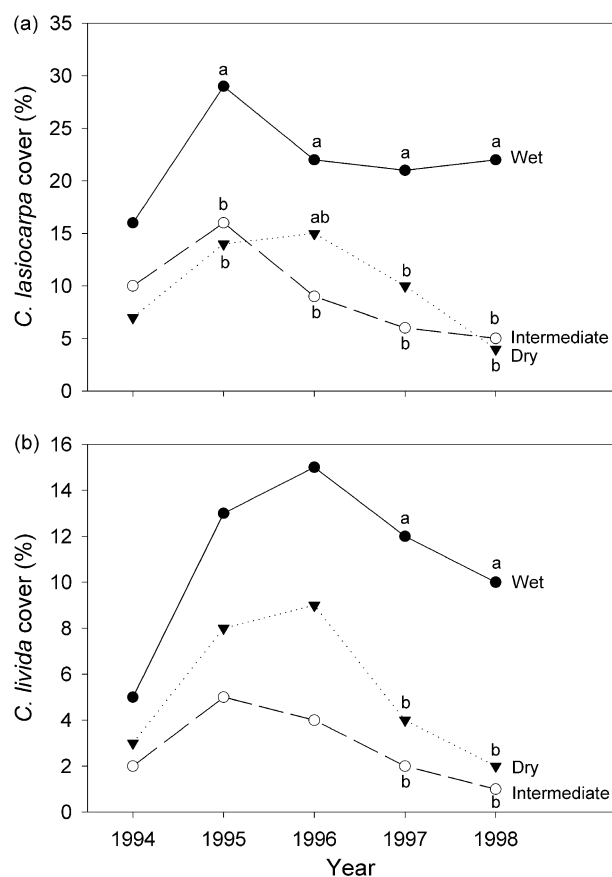 (a)
C. lasiocarpa cover (%)
35
30
25
20
15
10
5
0
a
a
a
a
Wet
b
ab
b
b
b
b
b
b
b
Intermediate
Dry
(b)
C. livida cover (%)
16
14
12
10
8
6
4
2
0
a
a
Wet
b
b
Dry
b
b
Intermediate
1994 1995 1996 1997 1998
Year